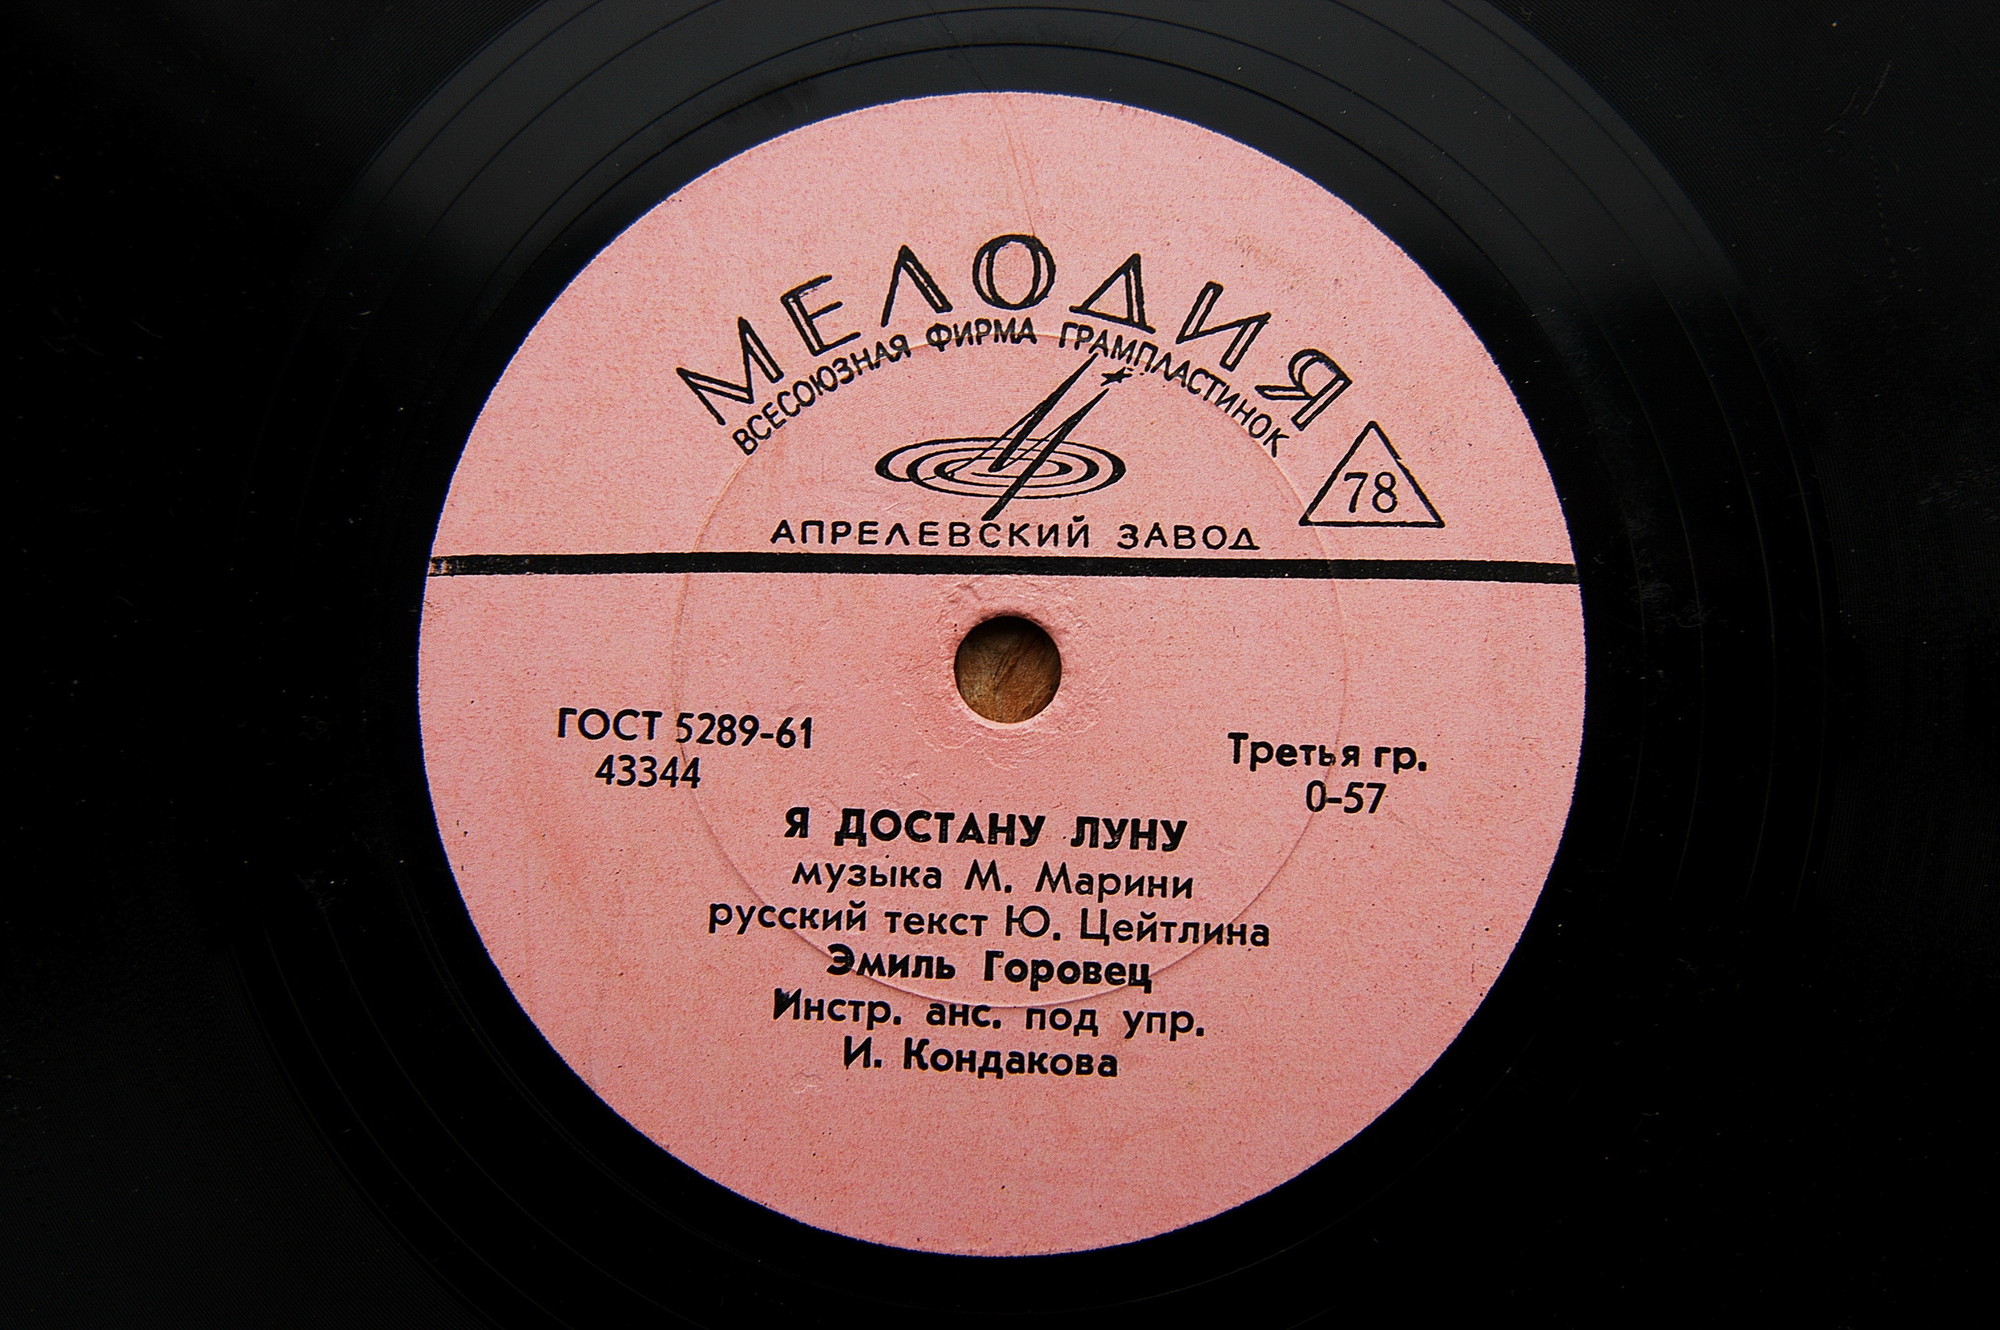 МЕЛОДИЯ
ВСЕСОЮЗНАЯ ФИРМА ГРАМПЛАСТИНОК
78
АПРЕЛЕВСКИЙ ЗАВОД
ГОСТ 5289-61
43344
Третья гр.
0-57
Я ДОСТАНУ ЛУНУ
музыка М. Марини
русский текст Ю. Цейтлина
Эмиль Горовец
Инстр. анс. под упр.
И. Кондакова